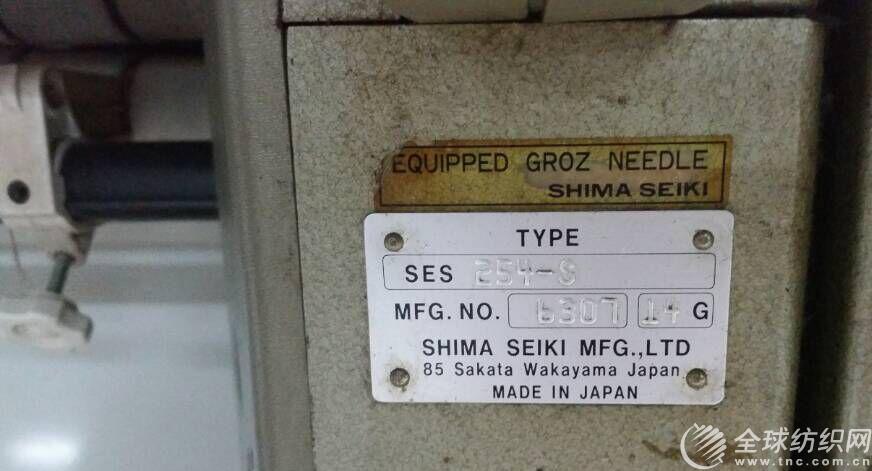 EQUIPPED GROZ NEEDLE
SHIMA SEIKI
TYPE
SES 254-S
MFG. NO. 6307 14 G
SHIMA SEIKI MFG.,LTD
85 Sakata Wakayama Japan
MADE IN JAPAN
全球纺织网
www.tnc.com.cn